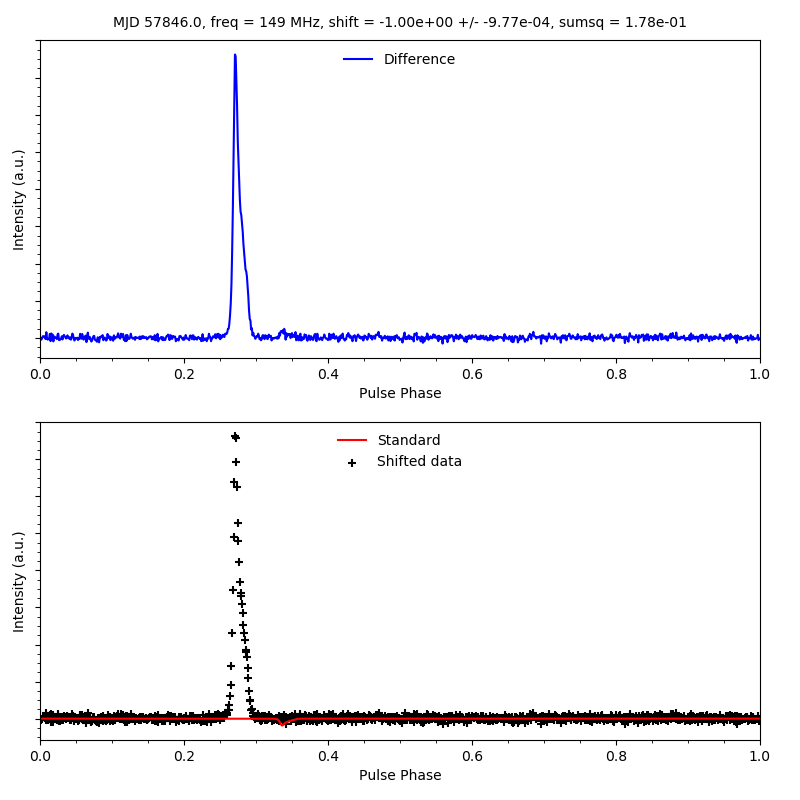 MJD 57846.0, freq = 149 MHz, shift = -1.00e+00 +/- -9.77e-04, sumsq = 1.78e-01
Difference
Intensity (a.u.)
0.0 0.2 0.4 0.6 0.8 1.0
Pulse Phase
Standard
Shifted data
Intensity (a.u.)
0.0 0.2 0.4 0.6 0.8 1.0
Pulse Phase